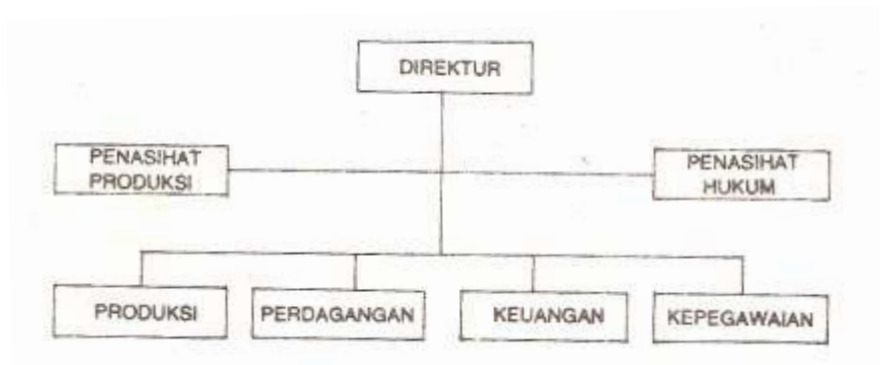 DIREKTUR
PENASIHAT
PRODUKSI
PENASIHAT
HUKUM
PRODUKSI
PERDAGANGAN
KEUANGAN
KEPEGAWAIAN